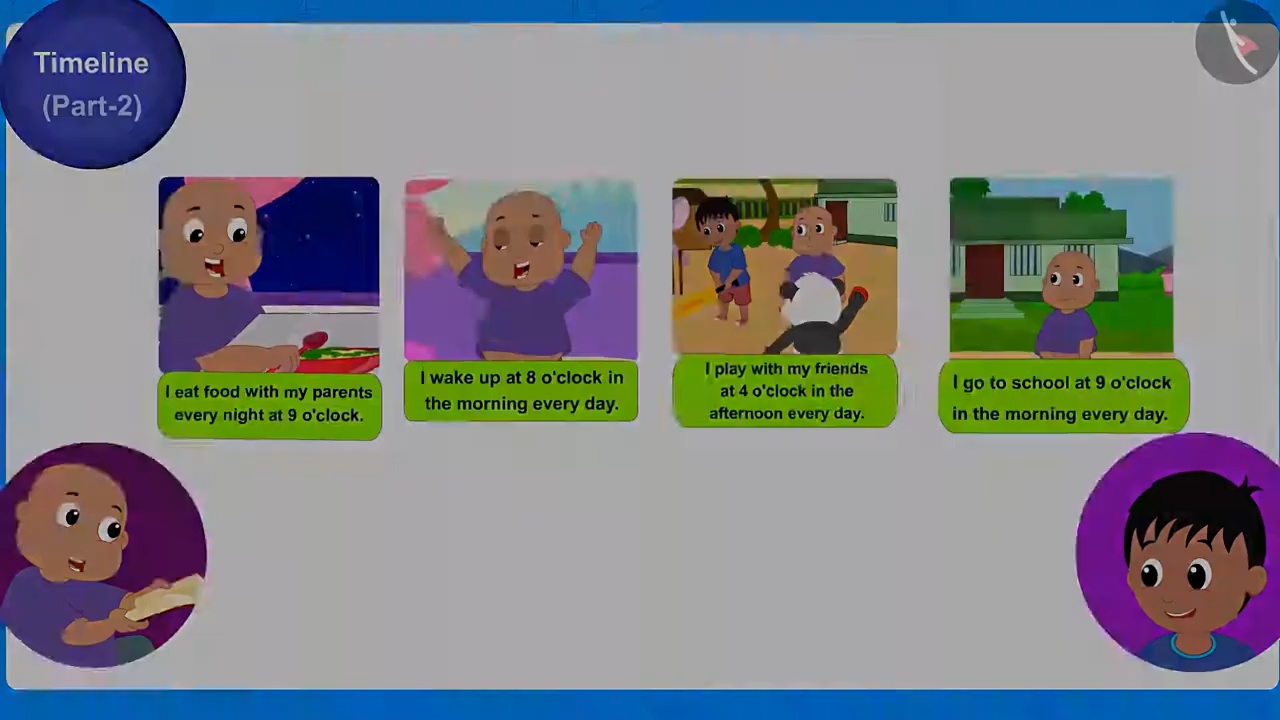 Timeline
(Part-2)
I eat food with my parents
every night at 9 o'clock.
I wake up at 8 o'clock in
the morning every day.
I play with my friends
at 4 o'clock in the
afternoon every day.
I go to school at 9 o'clock
in the morning every day.